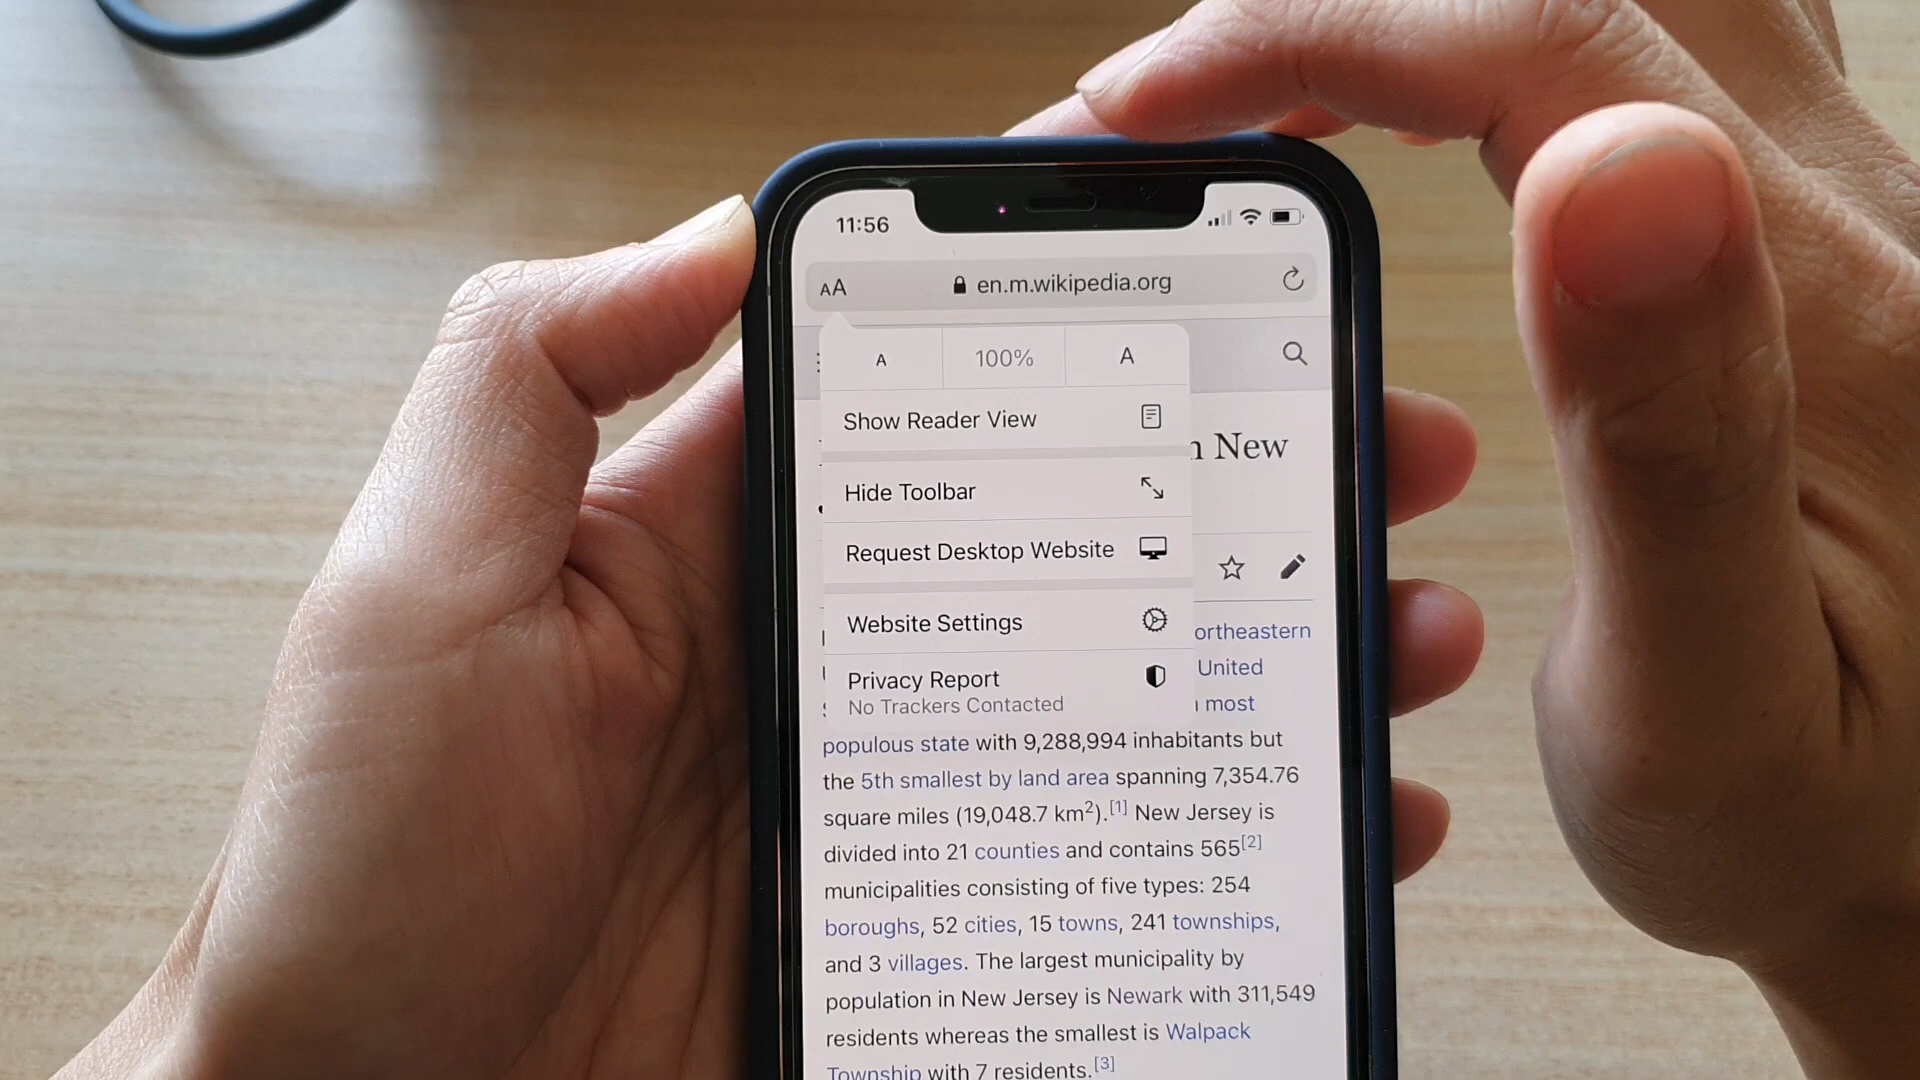 11:56
AA en.m.wikipedia.org
A 100% A
Show Reader View
n New
Hide Toolbar
Request Desktop Website
Website Settings
ortheastern
United
Privacy Report
No Trackers Contacted
most
populous state with 9,288,994 inhabitants but
the 5th smallest by land area spanning 7,354.76
square miles (19,048.7 km²).[1] New Jersey is
divided into 21 counties and contains 565[2]
municipalities consisting of five types: 254
boroughs, 52 cities, 15 towns, 241 townships,
and 3 villages. The largest municipality by
population in New Jersey is Newark with 311,549
residents whereas the smallest is Walpack
Township with 7 residents.[3]